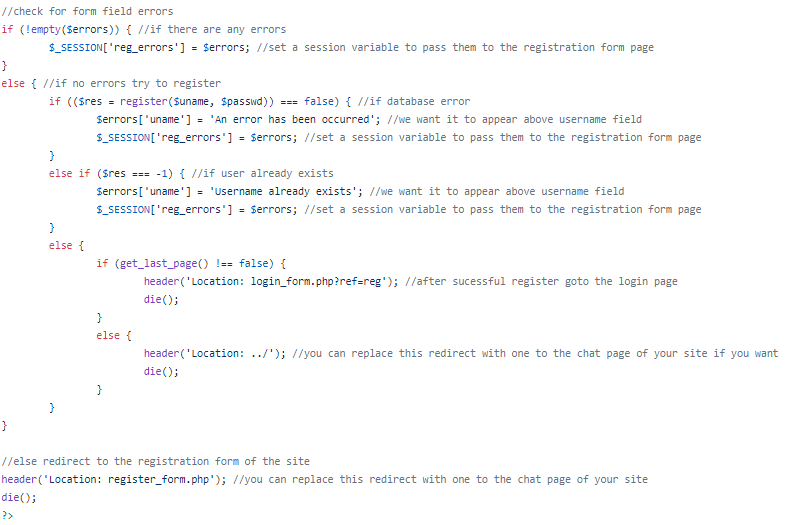 //check for form field errors
if (!empty($errors)) { //if there are any errors
$_SESSION['reg_errors'] = $errors; //set a session variable to pass them to the registration form page
}
else { //if no errors try to register
if (($res = register($uname, $passwd)) === false) { //if database error
$errors['uname'] = 'An error has been occurred'; //we want it to appear above username field
$_SESSION['reg_errors'] = $errors; //set a session variable to pass them to the registration form page
}
else if ($res === -1) { //if user already exists
$errors['uname'] = 'Username already exists'; //we want it to appear above username field
$_SESSION['reg_errors'] = $errors; //set a session variable to pass them to the registration form page
}
else {
if (get_last_page() !== false) {
header('Location: login_form.php?ref=reg'); //after sucessful register goto the login page
die();
}
else {
header('Location: ../'); //you can replace this redirect with one to the chat page of your site if you want
die();
}
}
}
//else redirect to the registration form of the site
header('Location: register_form.php'); //you can replace this redirect with one to the chat page of your site
die();
?>